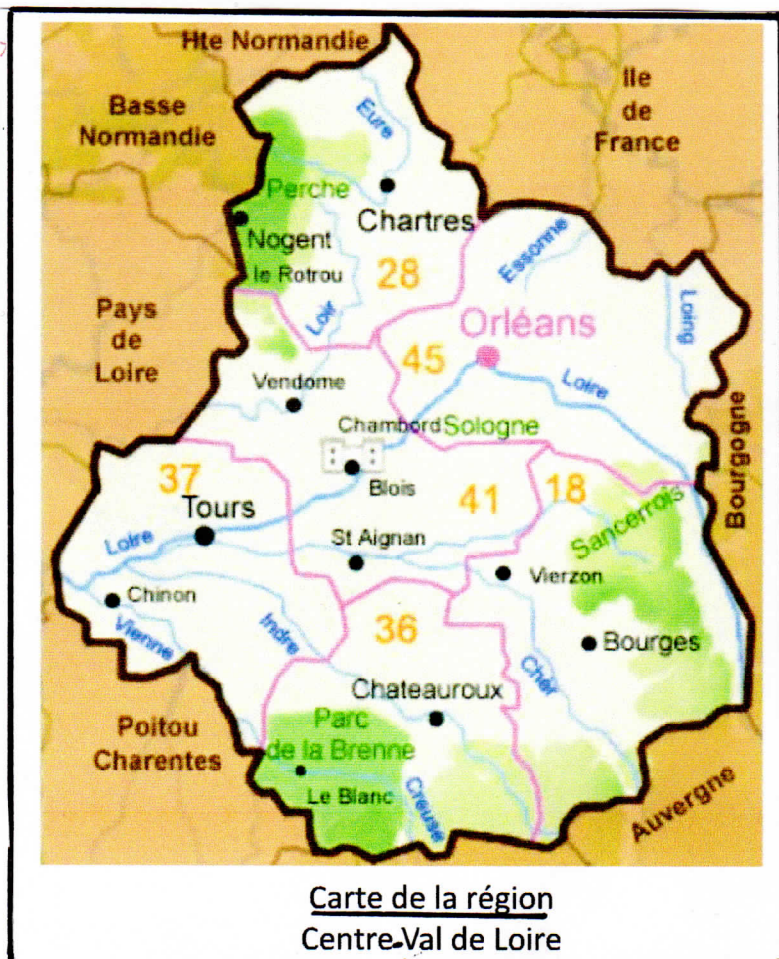 Hte Normandie
Ile
de
France
Basse
Normandie
Eure
Perche
Chartres
Nogent
le Rotrou
28
Essonne
Loing
Pays
de
Loire
Loir
Orléans
45
Loire
Vendome
Chambord
Sologne
Bourgogne
37
Tours
Blois
41
18
Sancerrois
Loire
St Aignan
Vierzon
Chinon
Vienne
Indre
36
Cher
Bourges
Chateauroux
Poitou
Charentes
Parc
de la Brenne
Le Blanc
Creuse
Auvergne
Carte de la région
Centre-Val de Loire